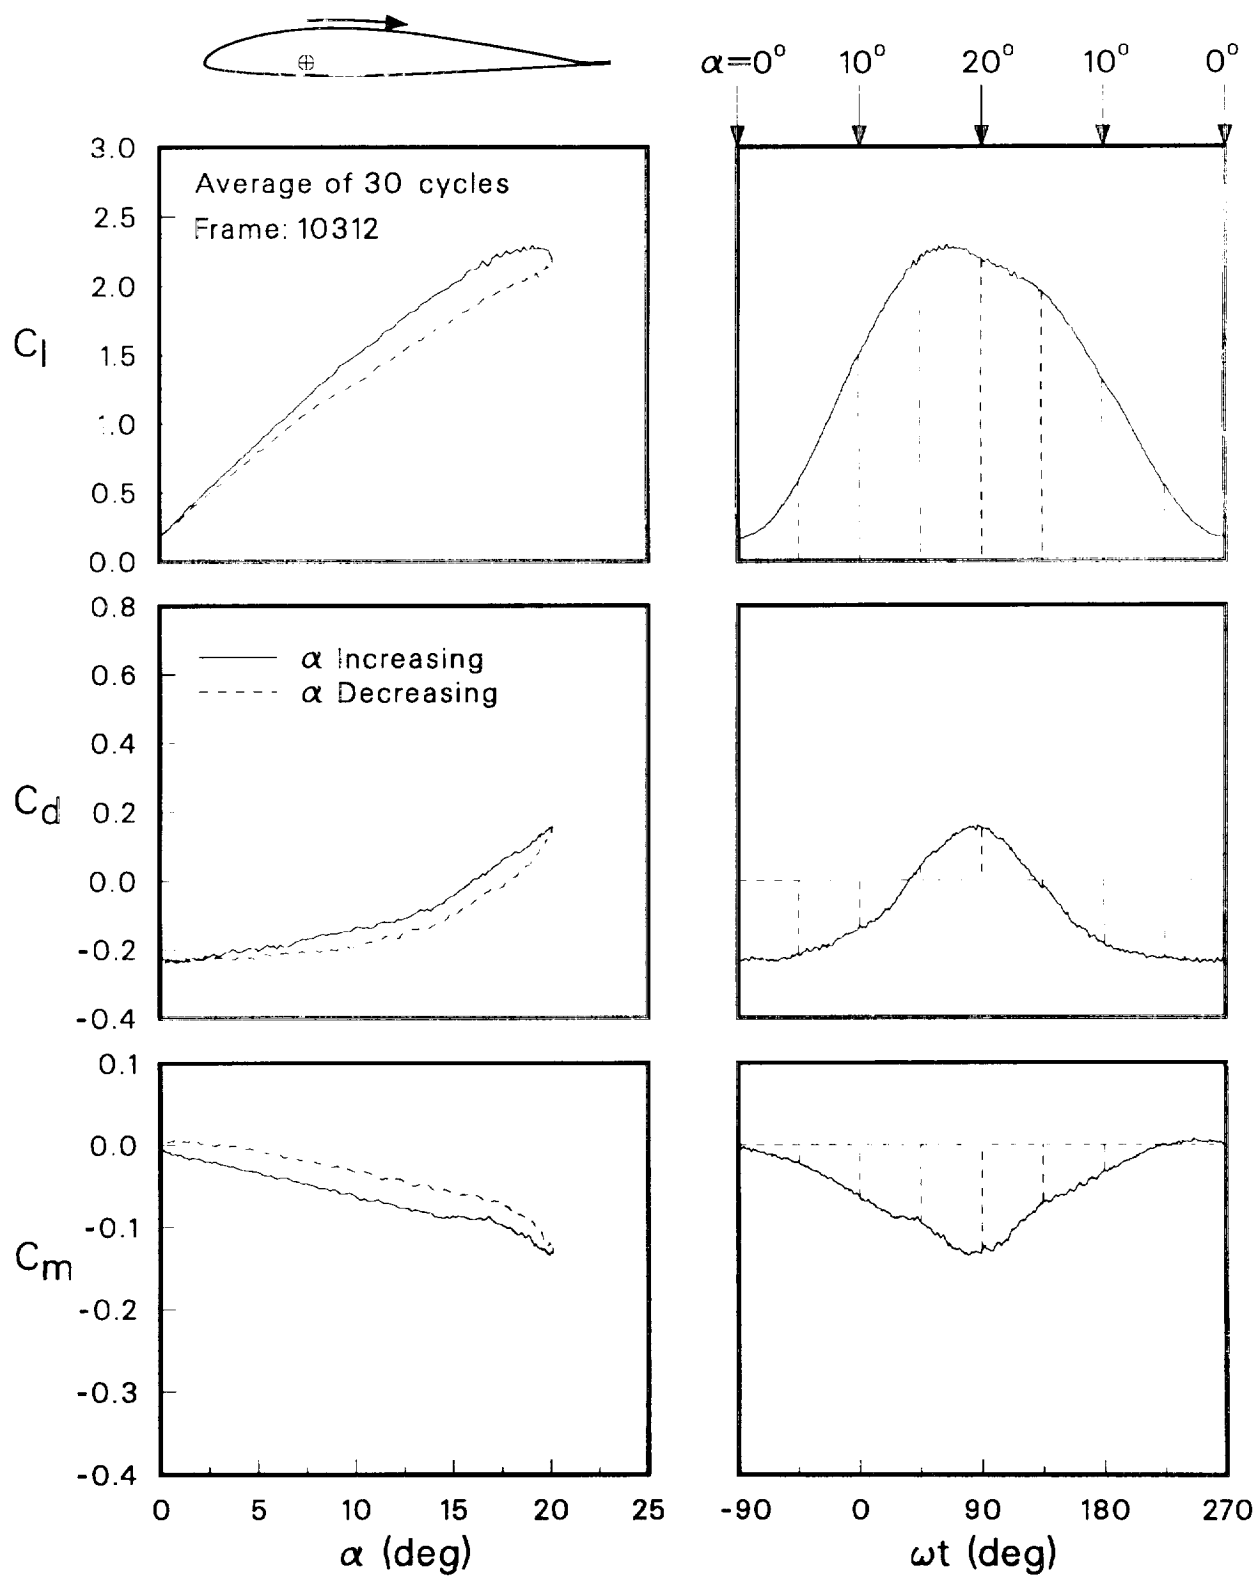 α=0° 10° 20° 10° 0°
3.0
Average of 30 cycles
2.5
Frame: 10312
2.0
Cl
1.5
1.0
0.5
0.0
0.8
α Increasing
0.6
α Decreasing
0.4
Cd
0.2
0.0
-0.2
-0.4
0.1
0.0
-0.1
Cm
-0.2
-0.3
-0.4
0 5 10 15 20 25
-90 0 90 180 270
α (deg)
ωt (deg)